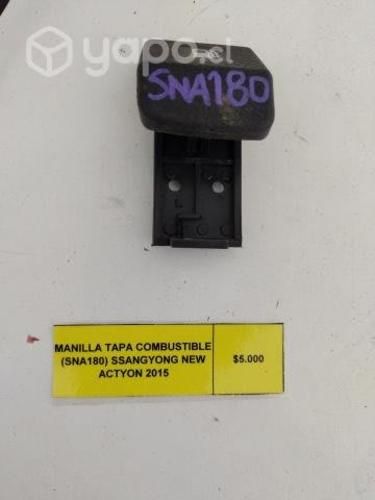 yapo.cl
SNA180
MANILLA TAPA COMBUSTIBLE
(SNA180) SSANGYONG NEW
ACTYON 2015
$5.000